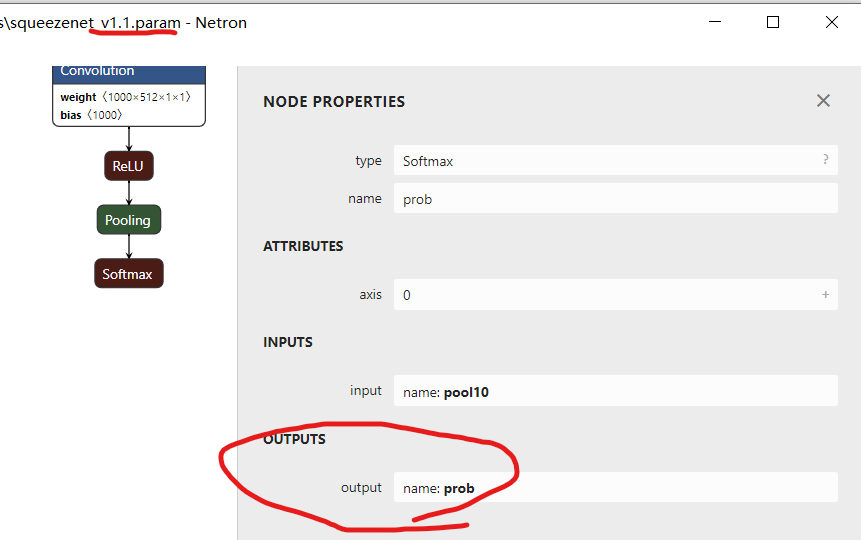 s\squeezenet_v1.1.param - Netron
Convolution
weight〈1000×512×1×1〉
bias〈1000〉
ReLU
Pooling
Softmax
NODE PROPERTIES
type Softmax ?
name prob
ATTRIBUTES
axis 0 +
INPUTS
input name: pool10
OUTPUTS
output name: prob